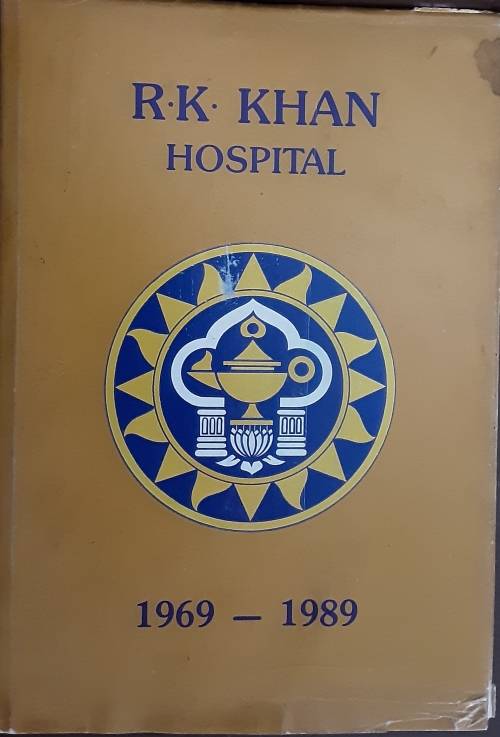 R·K· KHAN
HOSPITAL
1969 – 1989